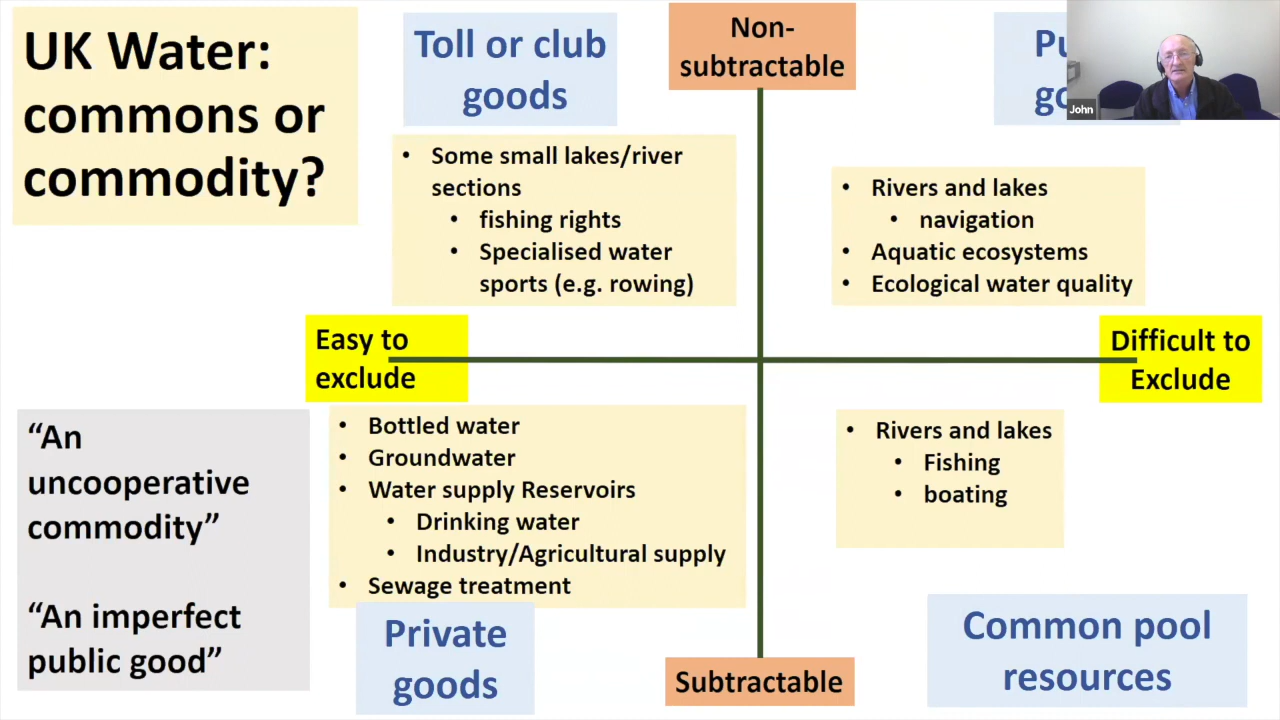 UK Water:
commons or
commodity?
Toll or club
goods
Non-
subtractable
John
• Some small lakes/river
sections
• fishing rights
• Specialised water
sports (e.g. rowing)
• Rivers and lakes
• navigation
• Aquatic ecosystems
• Ecological water quality
Easy to
exclude
Difficult to
Exclude
"An
uncooperative
commodity"
"An imperfect
public good"
• Bottled water
• Groundwater
• Water supply Reservoirs
• Drinking water
• Industry/Agricultural supply
• Sewage treatment
• Rivers and lakes
• Fishing
• boating
Private
goods
Subtractable
Common pool
resources